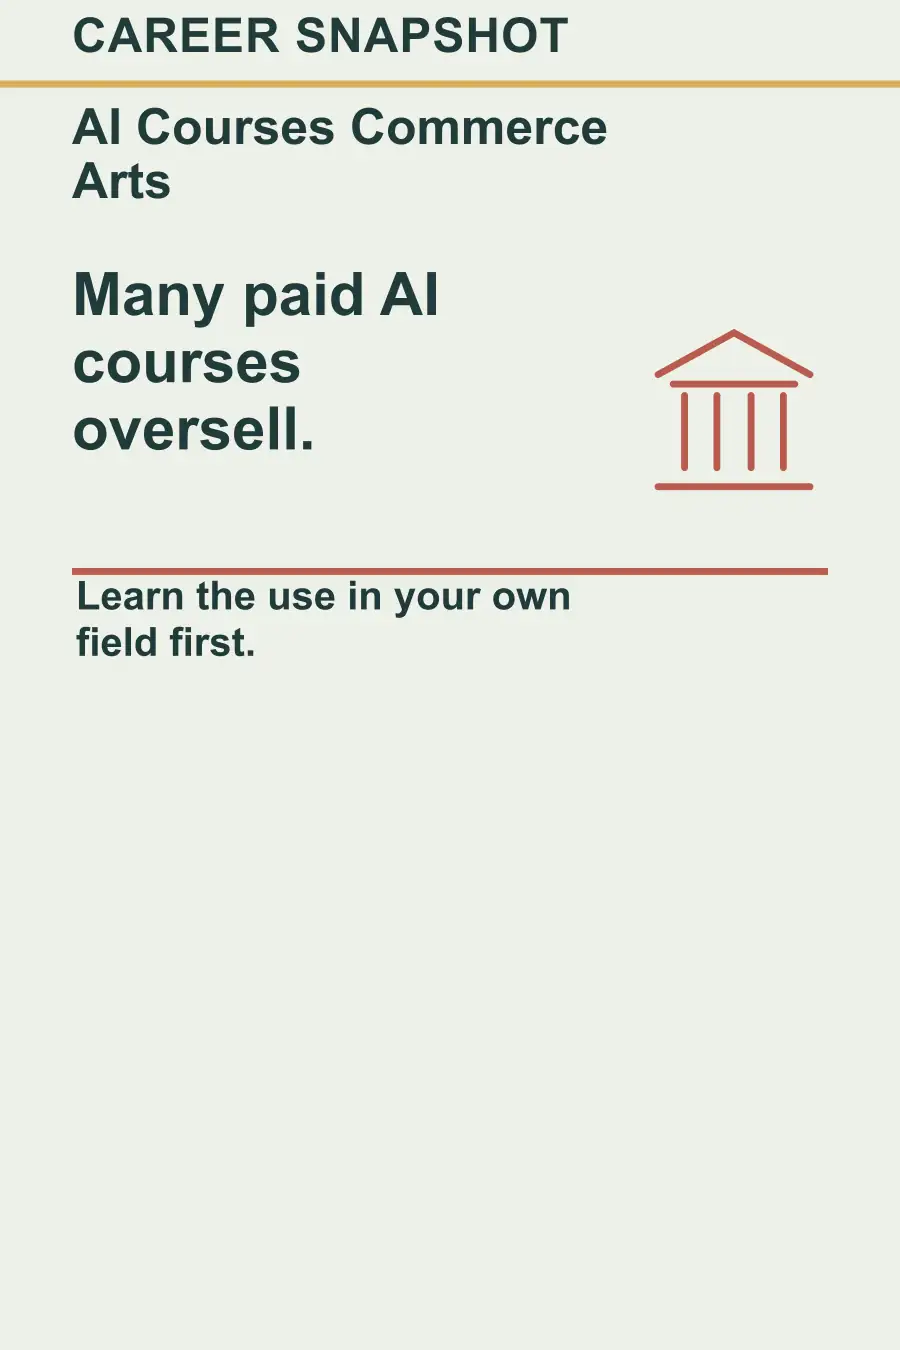 CAREER SNAPSHOT
AI Courses Commerce
Arts
Many paid AI
courses
oversell.
Learn the use in your own
field first.